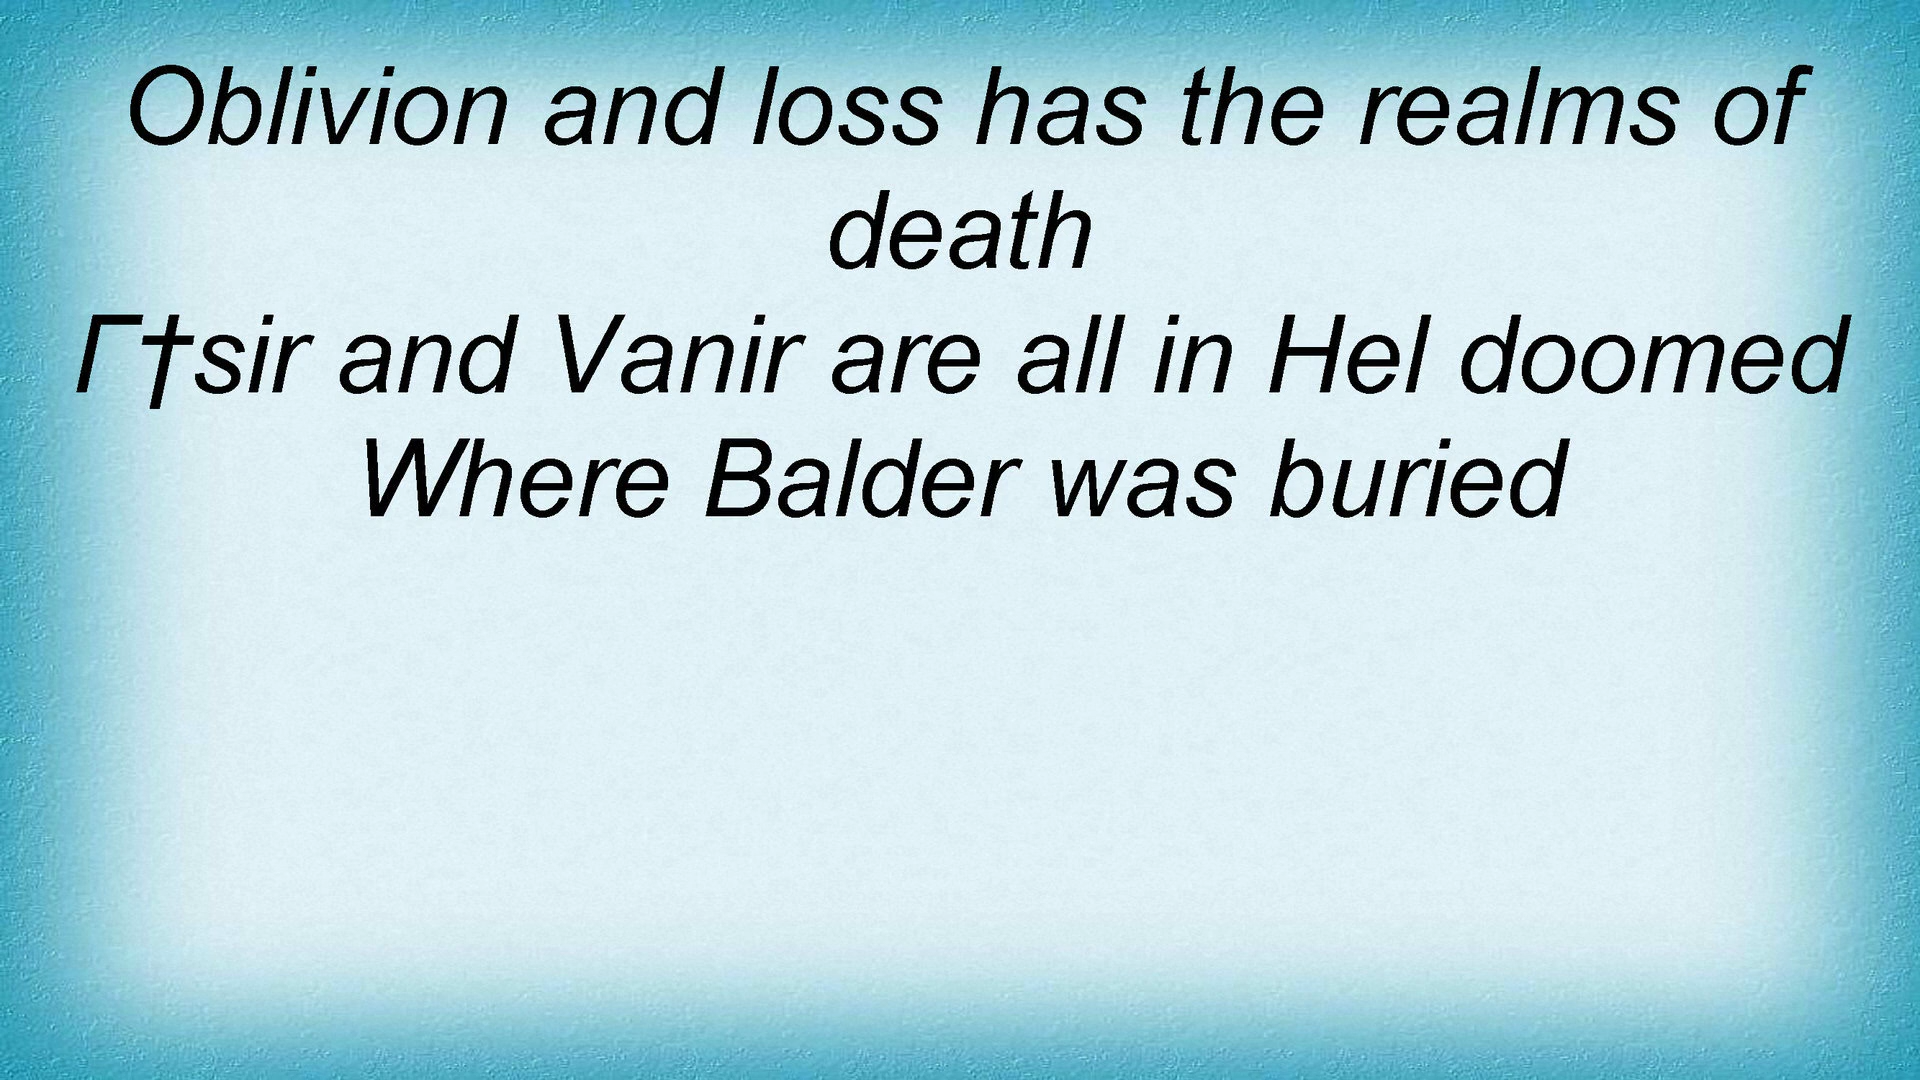 Oblivion and loss has the realms of
death
Г†sir and Vanir are all in Hel doomed
Where Balder was buried